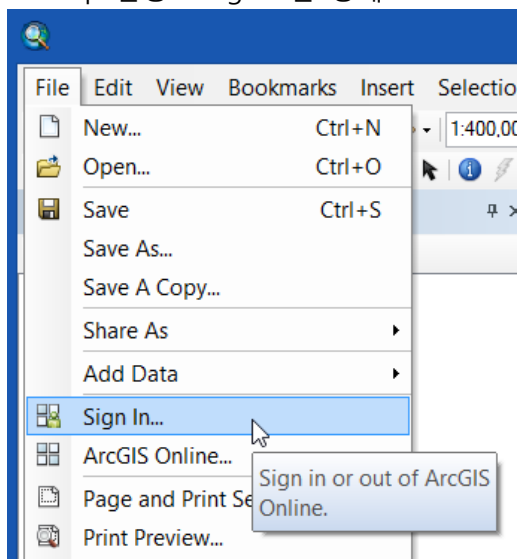 File Edit View Bookmarks Insert Selectio
New... Ctrl+N
1:400,00
Open... Ctrl+O
Save Ctrl+S
Save As...
Save A Copy...
Share As
Add Data
Sign In...
ArcGIS Online...
Sign in or out of ArcGIS
Online.
Page and Print Se
Print Preview...